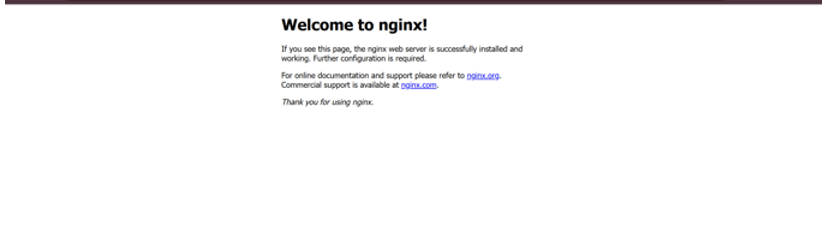 Welcome to nginx!
If you see this page, the nginx web server is successfully installed and
working. Further configuration is required.
For online documentation and support please refer to nginx.org.
Commercial support is available at nginx.com.
Thank you for using nginx.